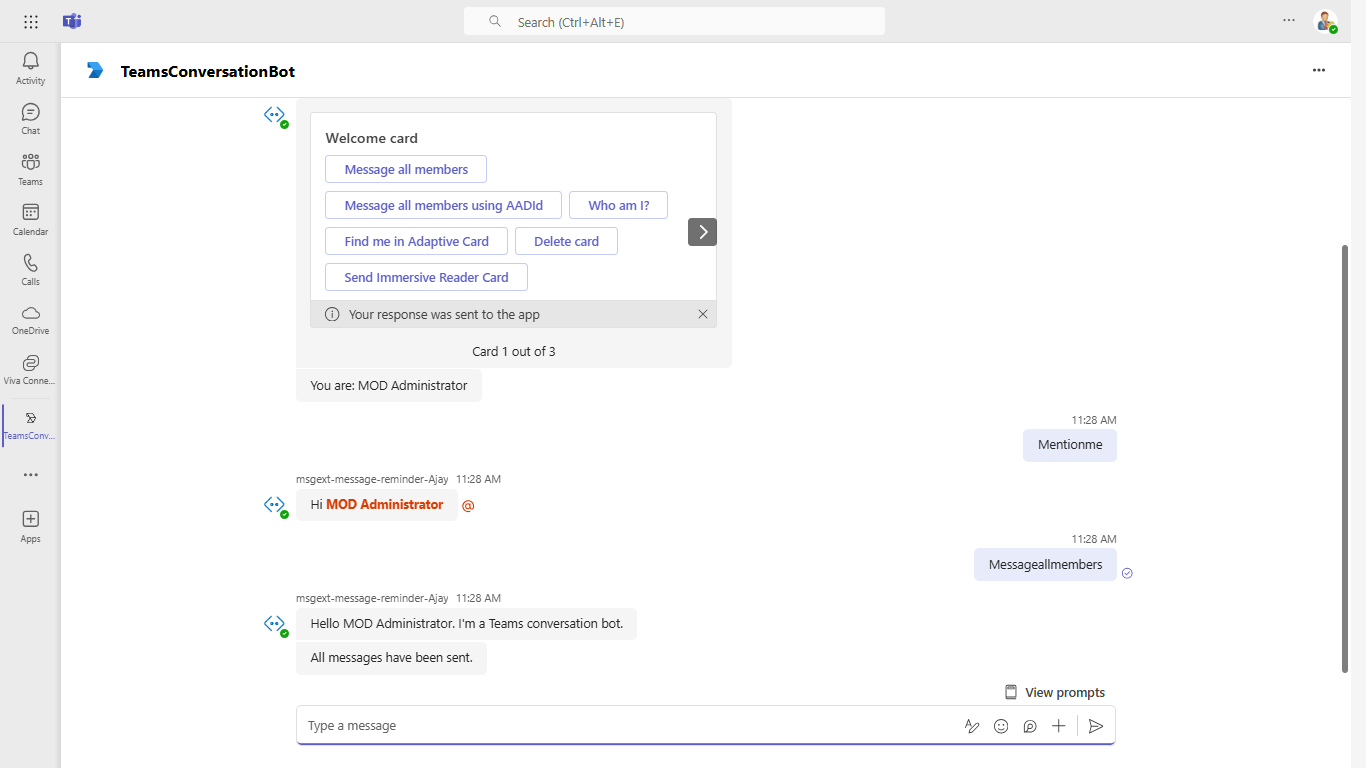 Search (Ctrl+Alt+E)
Activity
Chat
Teams
Calendar
Calls
OneDrive
Viva Conne...
TeamsConv...
Apps
TeamsConversationBot
Welcome card
Message all members
Message all members using AADId
Who am I?
Find me in Adaptive Card
Delete card
Send Immersive Reader Card
Your response was sent to the app
Card 1 out of 3
You are: MOD Administrator
11:28 AM
Mentionme
msgext-message-reminder-Ajay 11:28 AM
Hi MOD Administrator @
11:28 AM
Messageallmembers
msgext-message-reminder-Ajay 11:28 AM
Hello MOD Administrator. I'm a Teams conversation bot.
All messages have been sent.
View prompts
Type a message